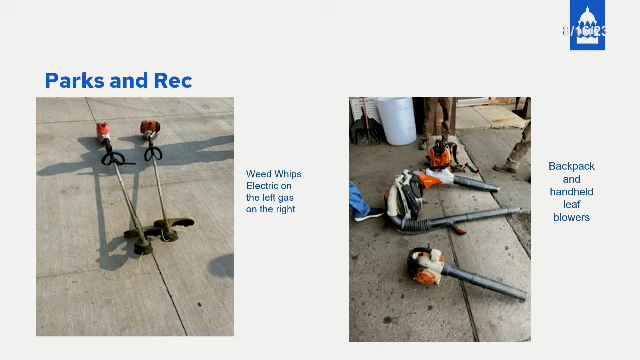 Parks and Rec
Weed Whips
Electric on
the left gas
on the right
Backpack
and
handheld
leaf
blowers